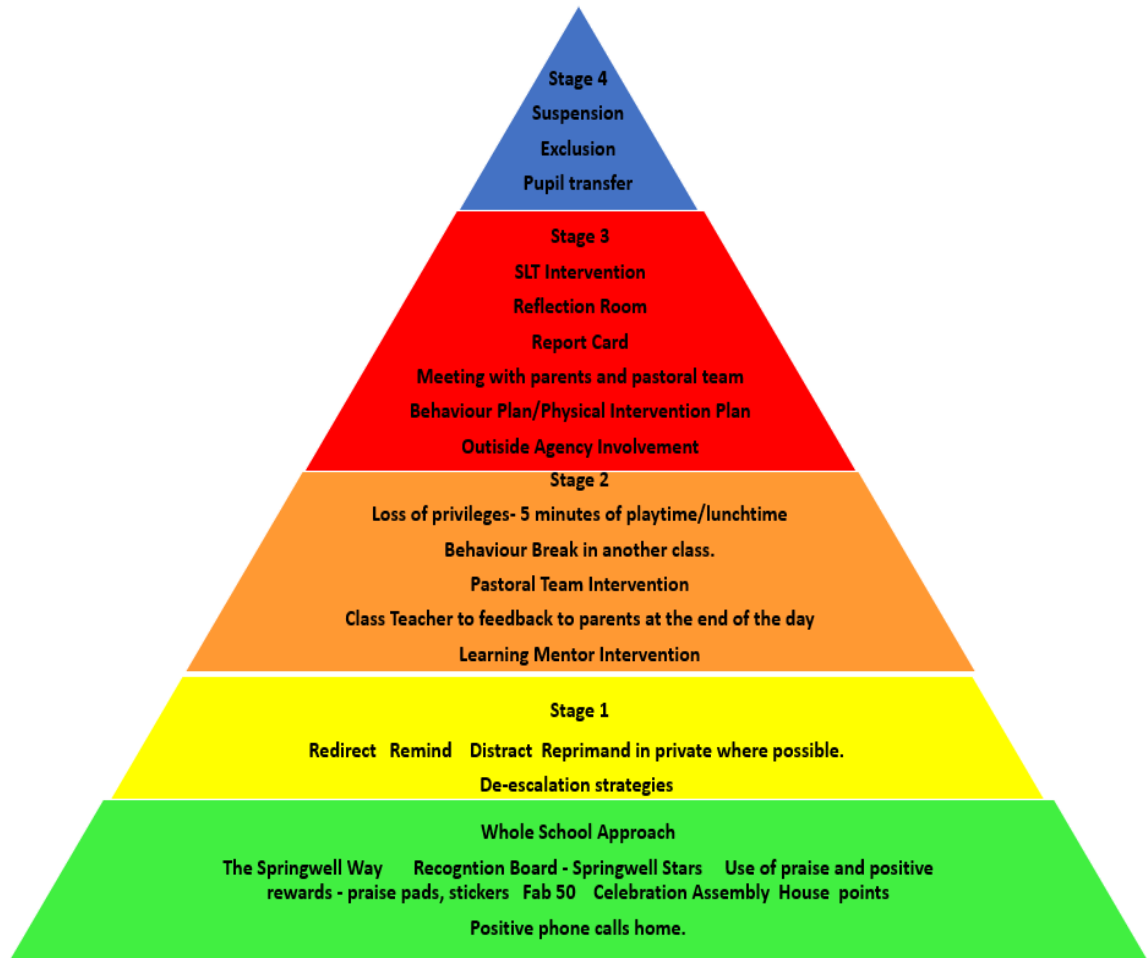 Stage 4
Suspension
Exclusion
Pupil transfer
Stage 3
SLT Intervention
Reflection Room
Report Card
Meeting with parents and pastoral team
Behaviour Plan/Physical Intervention Plan
Outiside Agency Involvement
Stage 2
Loss of privileges- 5 minutes of playtime/lunchtime
Behaviour Break in another class.
Pastoral Team Intervention
Class Teacher to feedback to parents at the end of the day
Learning Mentor Intervention
Stage 1
Redirect Remind Distract Reprimand in private where possible.
De-escalation strategies
Whole School Approach
The Springwell Way Recogntion Board - Springwell Stars Use of praise and positive
rewards - praise pads, stickers Fab 50 Celebration Assembly House points
Positive phone calls home.